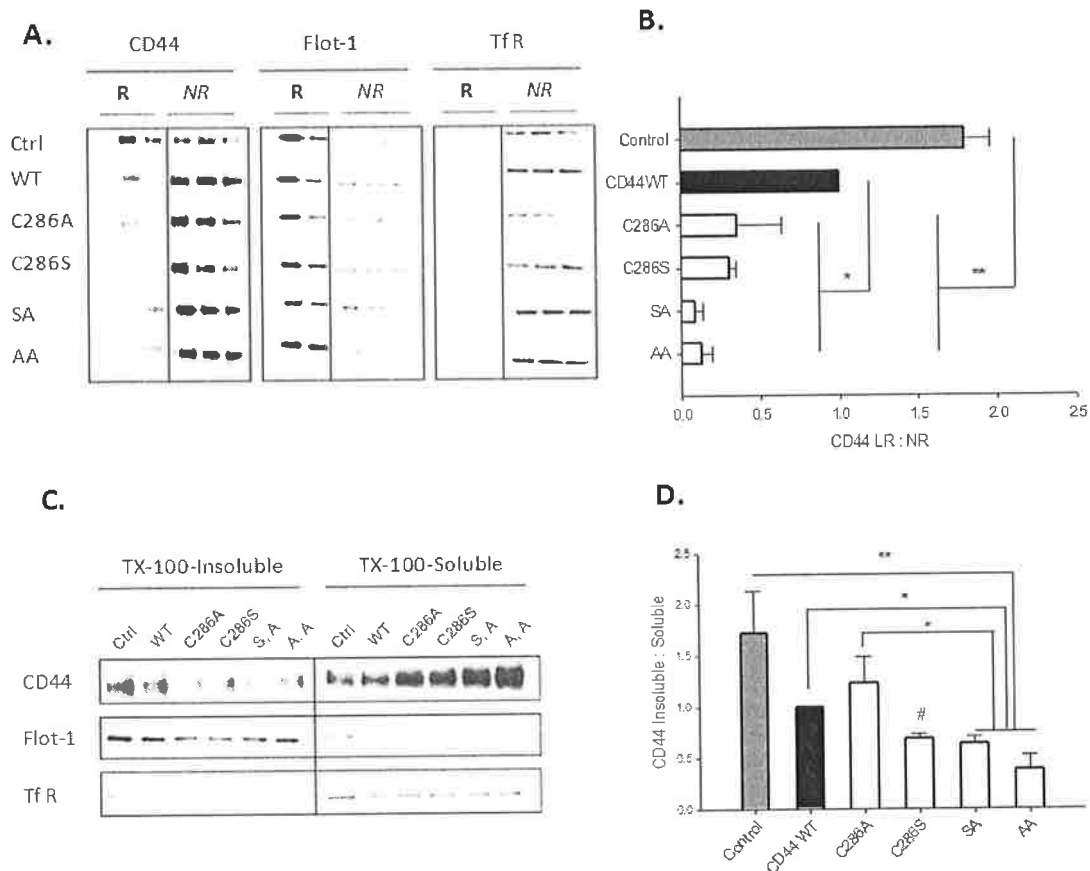 A.
CD44 Flot-1 Tf R
R NR R NR R NR
Ctrl
WT
C286A
C286S
SA
AA
B.
Control
CD44WT
C286A
C286S
SA
AA
*
**
0.0 0.5 1.0 1.5 2.0 2.5
CD44 LR : NR
C.
TX-100-Insoluble TX-100-Soluble
Ctrl WT C286A C286S S, A A, A Ctrl WT C286A C286S S, A A, A
CD44
Flot-1
Tf R
D.
CD44 Insoluble : Soluble
2.5
2.0
1.5
1.0
0.5
0.0
**
*
*
#
Control CD44 WT C286A C286S SA AA